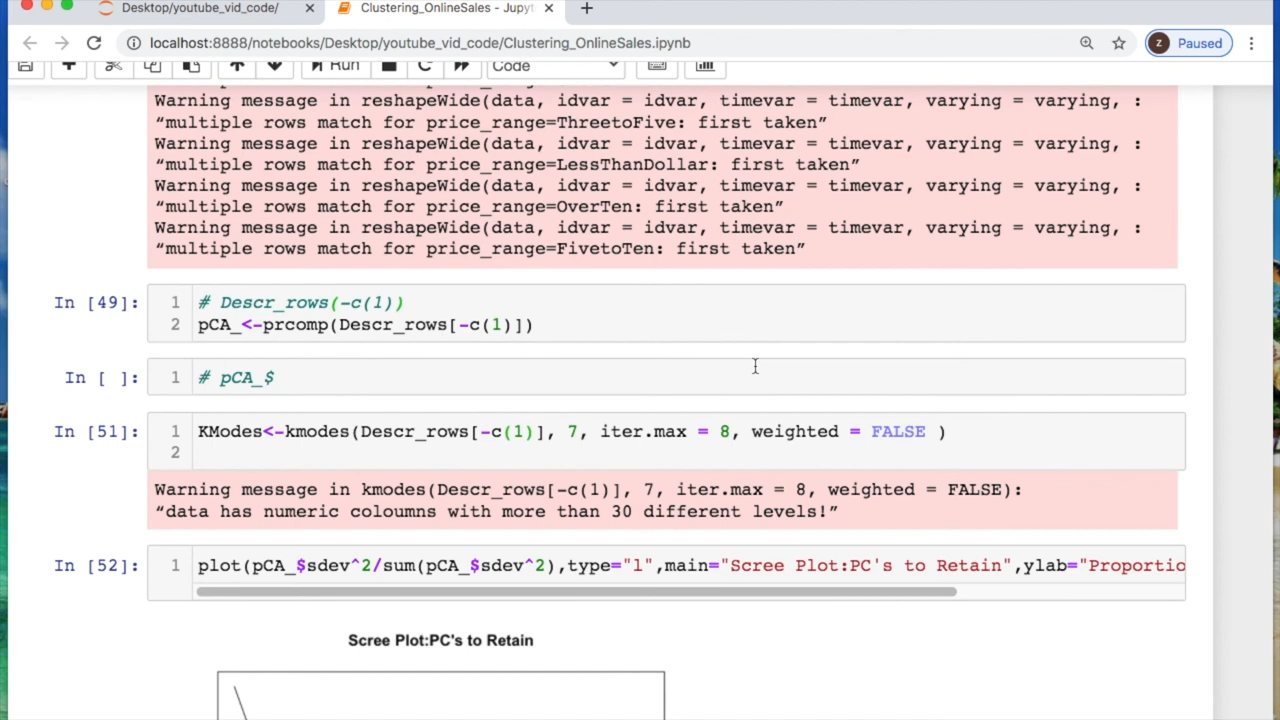 Desktop/youtube_vid_code/
Clustering_OnlineSales - Jupyt
localhost:8888/notebooks/Desktop/youtube_vid_code/Clustering_OnlineSales.ipynb
Z Paused
Run
Code
Warning message in reshapeWide(data, idvar = idvar, timevar = timevar, varying = varying, :
“multiple rows match for price_range=ThreetoFive: first taken”
Warning message in reshapeWide(data, idvar = idvar, timevar = timevar, varying = varying, :
“multiple rows match for price_range=LessThanDollar: first taken”
Warning message in reshapeWide(data, idvar = idvar, timevar = timevar, varying = varying, :
“multiple rows match for price_range=OverTen: first taken”
Warning message in reshapeWide(data, idvar = idvar, timevar = timevar, varying = varying, :
“multiple rows match for price_range=FivetoTen: first taken”
In [49]: 1 # Descr_rows(-c(1))
2 pCA_<-prcomp(Descr_rows[-c(1)])
In [ ]: 1 # pCA_$
In [51]: 1 KModes<-kmodes(Descr_rows[-c(1)], 7, iter.max = 8, weighted = FALSE )
2
Warning message in kmodes(Descr_rows[-c(1)], 7, iter.max = 8, weighted = FALSE):
“data has numeric coloumns with more than 30 different levels!”
In [52]: 1 plot(pCA_$sdev^2/sum(pCA_$sdev^2),type="l",main="Scree Plot:PC's to Retain",ylab="Proportio
Scree Plot:PC's to Retain